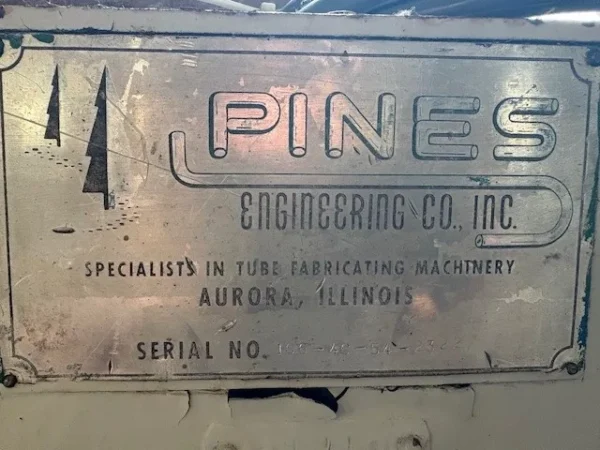 PINES
ENGINEERING CO., INC.
SPECIALISTS IN TUBE FABRICATING MACHINERY
AURORA, ILLINOIS
SERIAL NO.